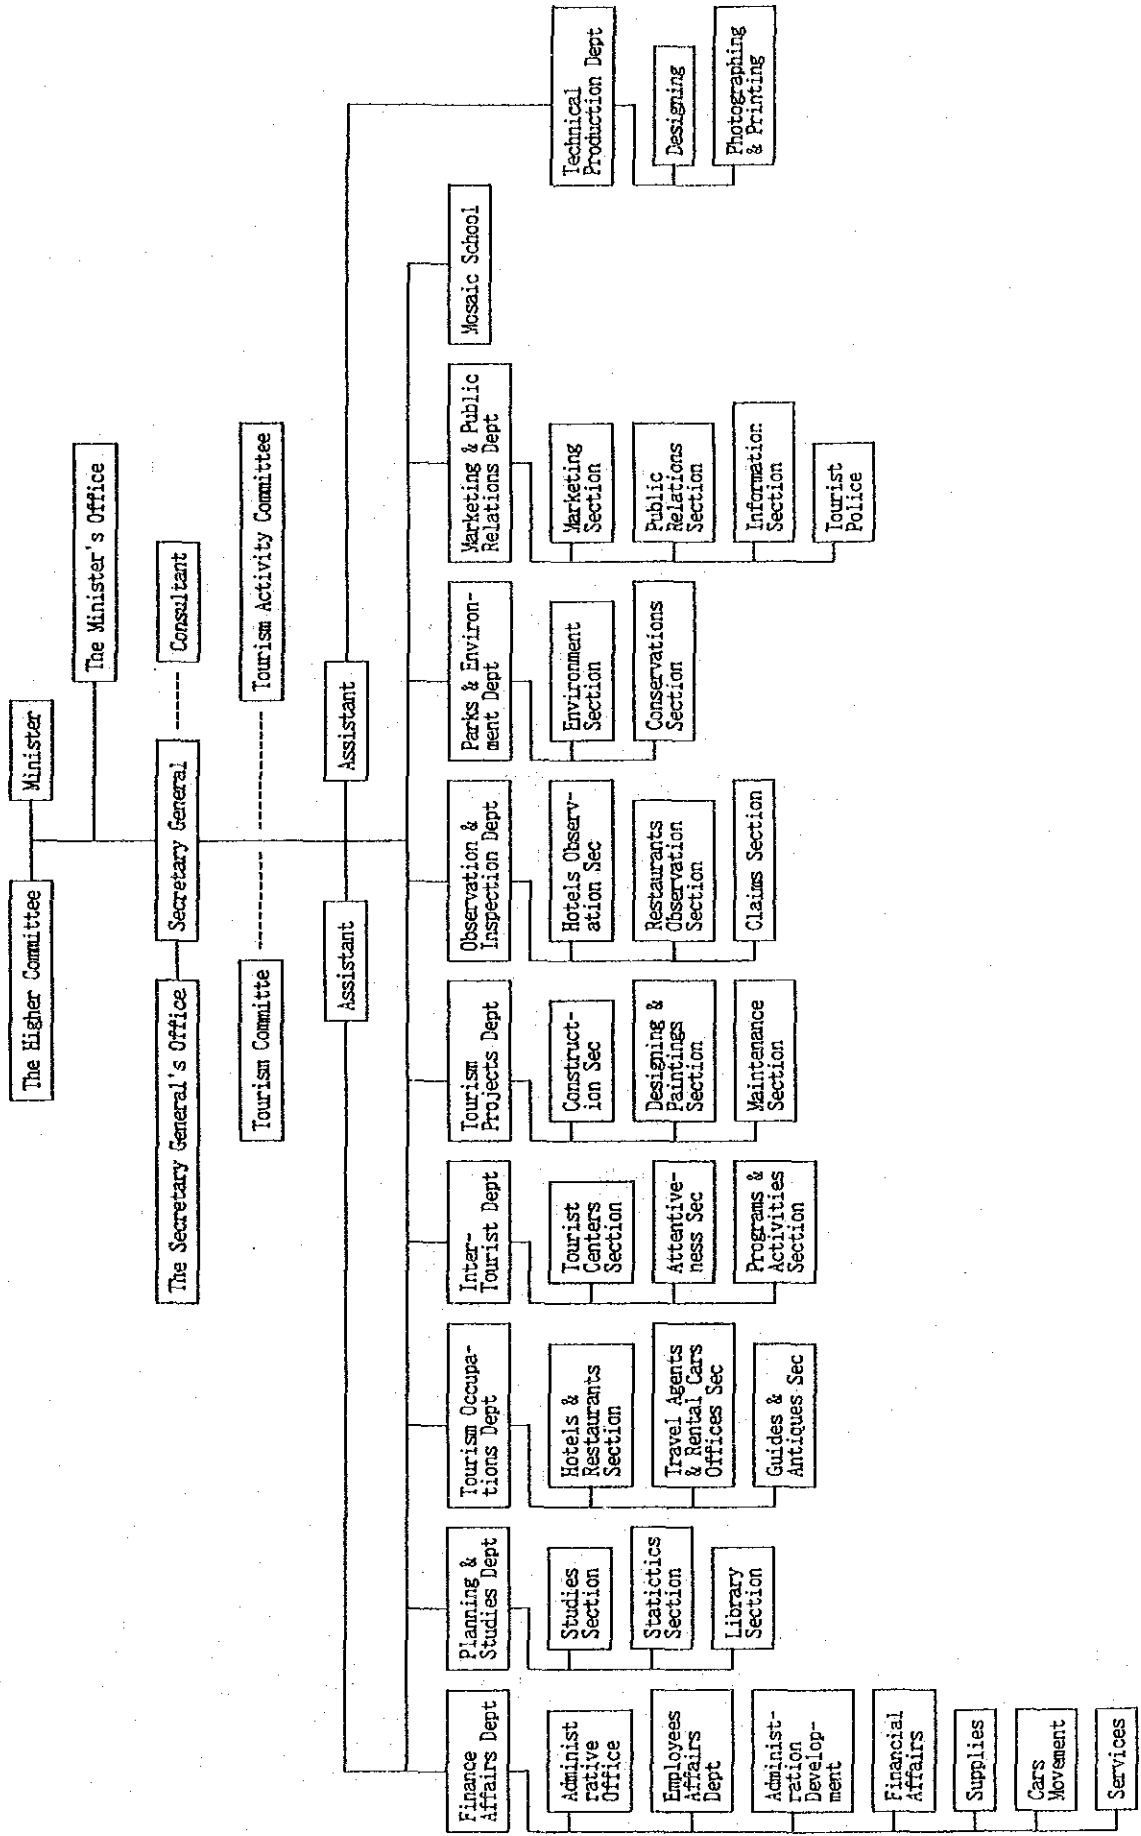 The Higher Committee
Minister
The Minister's Office
The Secretary General's Office
Secretary General
Consultant
Tourism Committe
Tourism Activity Committee
Assistant
Assistant
Finance
Affairs Dept
Administ
rative
Office
Employees
Affairs
Dept
Administ-
ration
Develop-
ment
Financial
Affairs
Supplies
Cars
Movement
Services
Planning &
Studies Dept
Studies
Section
Statictics
Section
Library
Section
Tourism Occupa-
tions Dept
Hotels &
Restaurants
Section
Travel Agents
& Rental Cars
Offices Sec
Guides &
Antiques Sec
Inter-
Tourist Dept
Tourist
Centers
Section
Attentive-
ness Sec
Programs &
Activities
Section
Tourism
Projects Dept
Construct-
ion Sec
Designing &
Paintings
Section
Maintenance
Section
Observation &
Inspection Dept
Hotels Observ-
ation Sec
Restaurants
Observation
Section
Claims Section
Parks & Environ-
ment Dept
Environment
Section
Conservations
Section
Marketing & Public
Relations Dept
Marketing
Section
Public
Relations
Section
Information
Section
Tourist
Police
Mosaic School
Technical
Production Dept
Designing
Photographing
& Printing